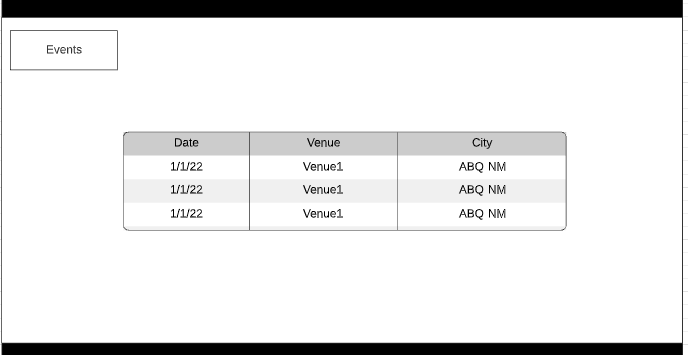 Events
Date Venue City
1/1/22 Venue1 ABQ NM
1/1/22 Venue1 ABQ NM
1/1/22 Venue1 ABQ NM